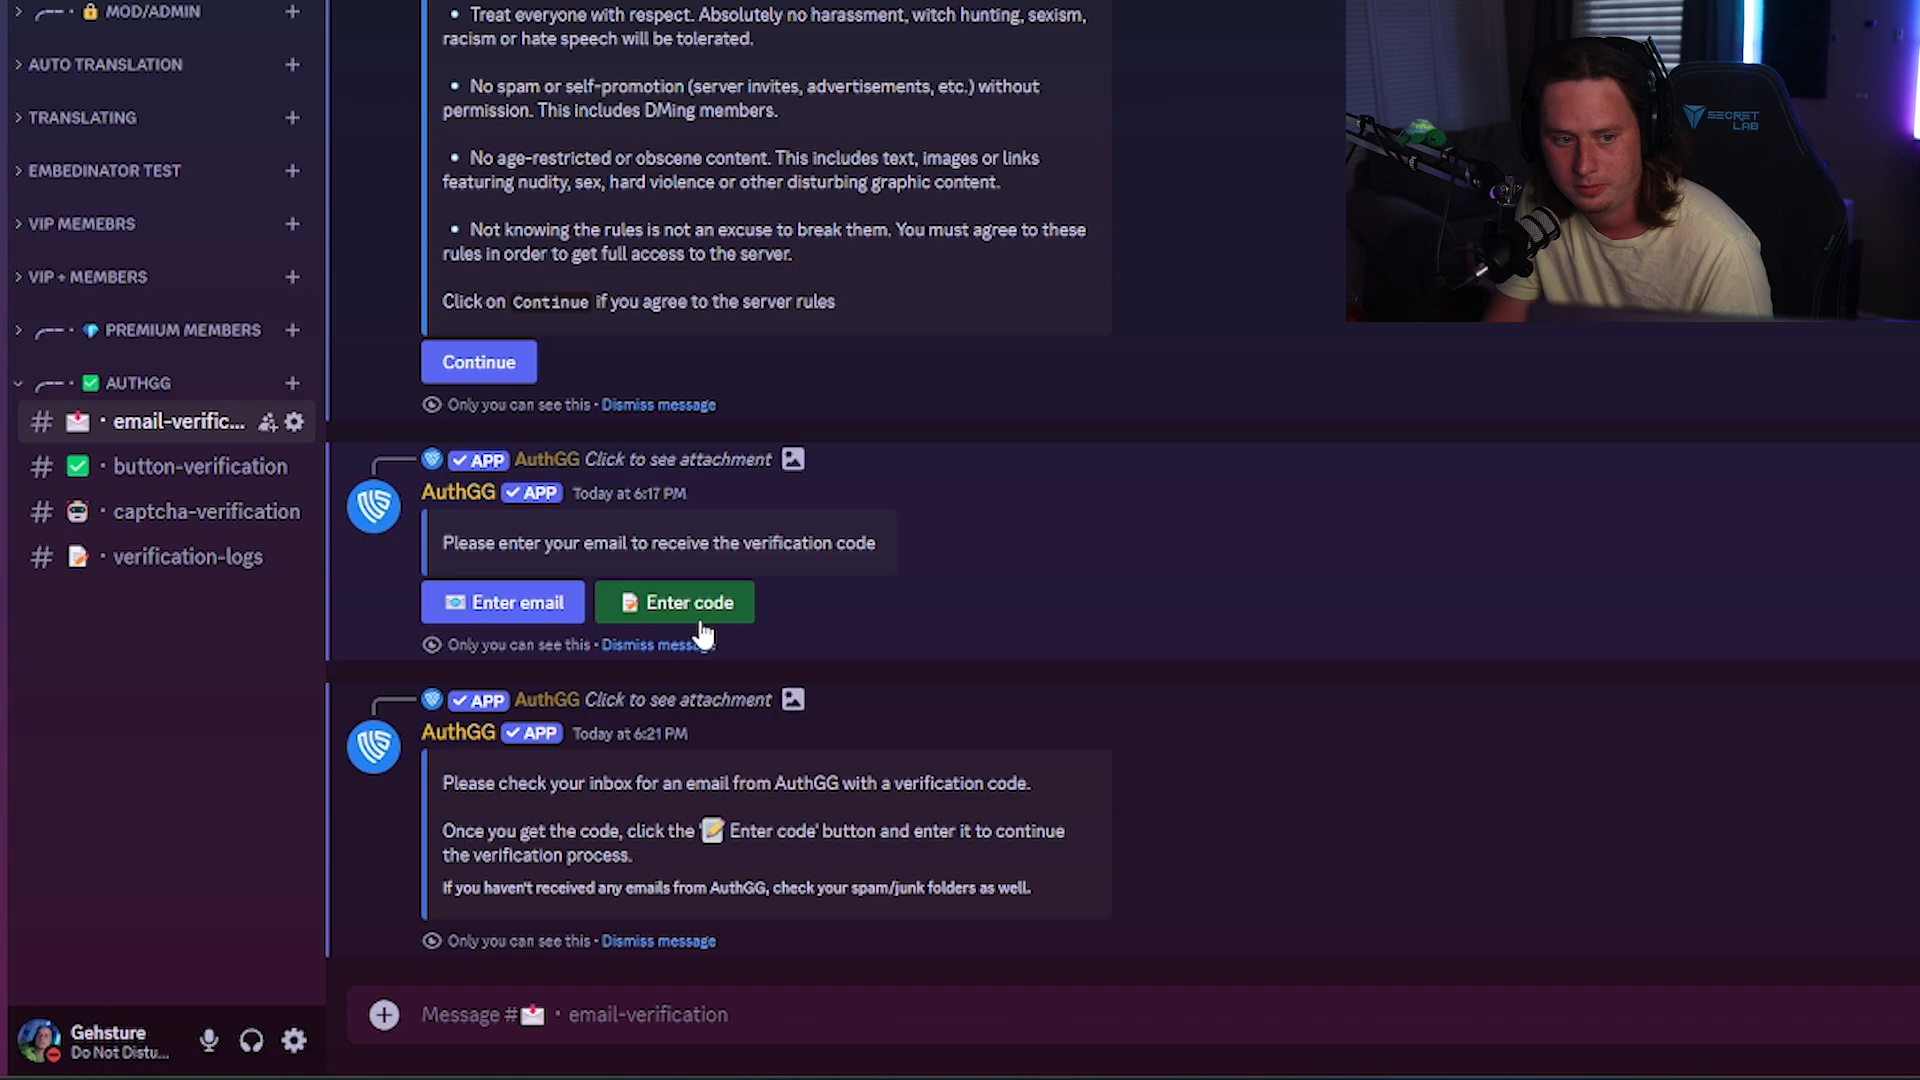 MOD/ADMIN
AUTO TRANSLATION
TRANSLATING
EMBEDINATOR TEST
VIP MEMEBRS
VIP + MEMBERS
PREMIUM MEMBERS
AUTHGG
# · email-verific...
# · button-verification
# · captcha-verification
# · verification-logs
Gehsture
Do Not Distu...
• Treat everyone with respect. Absolutely no harassment, witch hunting, sexism,
racism or hate speech will be tolerated.
• No spam or self-promotion (server invites, advertisements, etc.) without
permission. This includes DMing members.
• No age-restricted or obscene content. This includes text, images or links
featuring nudity, sex, hard violence or other disturbing graphic content.
• Not knowing the rules is not an excuse to break them. You must agree to these
rules in order to get full access to the server.
Click on Continue if you agree to the server rules
Continue
Only you can see this • Dismiss message
APP AuthGG Click to see attachment
AuthGG APP Today at 6:17 PM
Please enter your email to receive the verification code
Enter email
Enter code
Only you can see this • Dismiss message
APP AuthGG Click to see attachment
AuthGG APP Today at 6:21 PM
Please check your inbox for an email from AuthGG with a verification code.
Once you get the code, click the ' Enter code' button and enter it to continue
the verification process.
If you haven't received any emails from AuthGG, check your spam/junk folders as well.
Only you can see this • Dismiss message
Message # · email-verification
SECRET
LAB